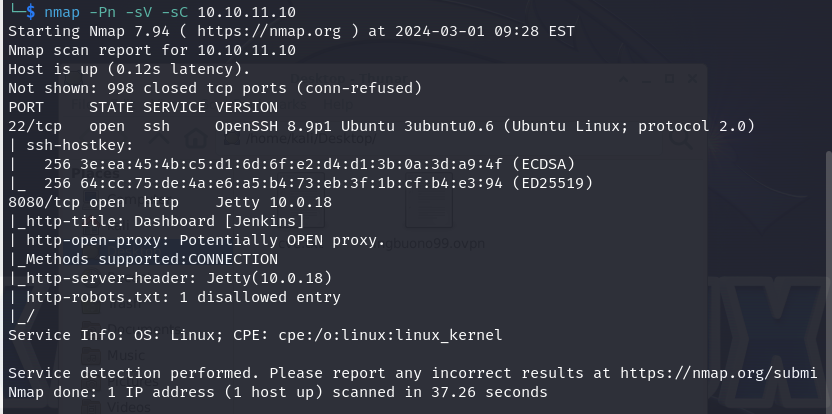 └─$ nmap -Pn -sV -sC 10.10.11.10
Starting Nmap 7.94 ( https://nmap.org ) at 2024-03-01 09:28 EST
Nmap scan report for 10.10.11.10
Host is up (0.12s latency).
Not shown: 998 closed tcp ports (conn-refused)
PORT     STATE SERVICE VERSION
22/tcp   open  ssh     OpenSSH 8.9p1 Ubuntu 3ubuntu0.6 (Ubuntu Linux; protocol 2.0)
| ssh-hostkey:
|   256 3e:ea:45:4b:c5:d1:6d:6f:e2:d4:d1:3b:0a:3d:a9:4f (ECDSA)
|_  256 64:cc:75:de:4a:e6:a5:b4:73:eb:3f:1b:cf:b4:e3:94 (ED25519)
8080/tcp open  http    Jetty 10.0.18
|_http-title: Dashboard [Jenkins]
| http-open-proxy: Potentially OPEN proxy.
|_Methods supported:CONNECTION
|_http-server-header: Jetty(10.0.18)
| http-robots.txt: 1 disallowed entry
|_/
Service Info: OS: Linux; CPE: cpe:/o:linux:linux_kernel

Service detection performed. Please report any incorrect results at https://nmap.org/submi
Nmap done: 1 IP address (1 host up) scanned in 37.26 seconds